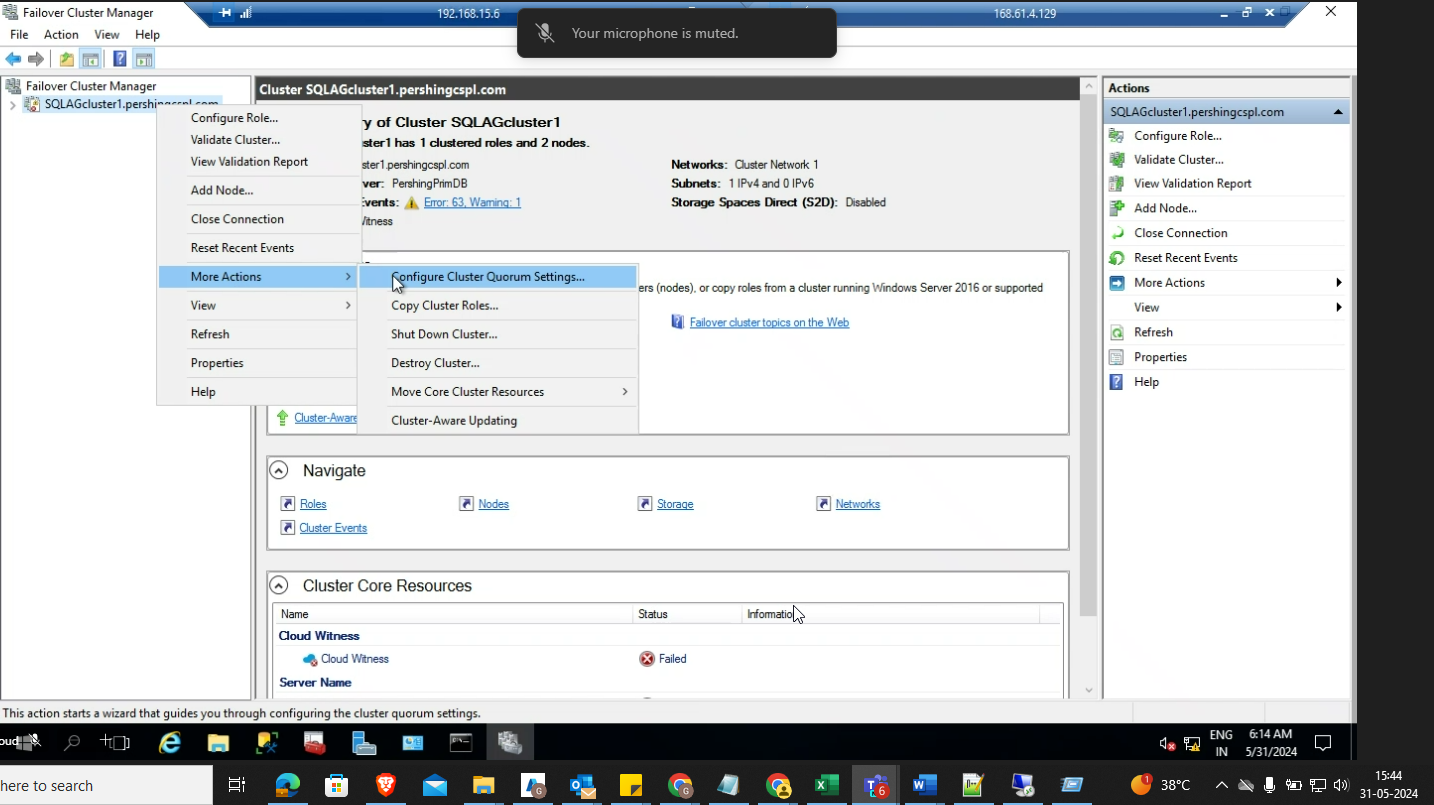 Failover Cluster Manager
192.168.15.6
168.61.4.129
Your microphone is muted.
File Action View Help
Failover Cluster Manager
SQLAGcluster1.pershingcspl.com
Cluster SQLAGcluster1.pershingcspl.com
ry of Cluster SQLAGcluster1
ster1 has 1 clustered roles and 2 nodes.
ster1.pershingcspl.com
ver: PershingPrimDB
vents: Error: 63, Warning: 1
Witness
Networks: Cluster Network 1
Subnets: 1 IPv4 and 0 IPv6
Storage Spaces Direct (S2D): Disabled
Configure Role...
Validate Cluster...
View Validation Report
Add Node...
Close Connection
Reset Recent Events
More Actions
View
Refresh
Properties
Help
Configure Cluster Quorum Settings...
Copy Cluster Roles...
Shut Down Cluster...
Destroy Cluster...
Move Core Cluster Resources
Cluster-Aware Updating
ers (nodes), or copy roles from a cluster running Windows Server 2016 or supported
Failover cluster topics on the Web
Cluster-Aware
Navigate
Roles Nodes Storage Networks
Cluster Events
Cluster Core Resources
Name Status Information
Cloud Witness
Cloud Witness Failed
Server Name
Actions
SQLAGcluster1.pershingcspl.com
Configure Role...
Validate Cluster...
View Validation Report
Add Node...
Close Connection
Reset Recent Events
More Actions
View
Refresh
Properties
Help
This action starts a wizard that guides you through configuring the cluster quorum settings.
oud
ENG
IN
6:14 AM
5/31/2024
here to search
6
38°C
15:44
31-05-2024